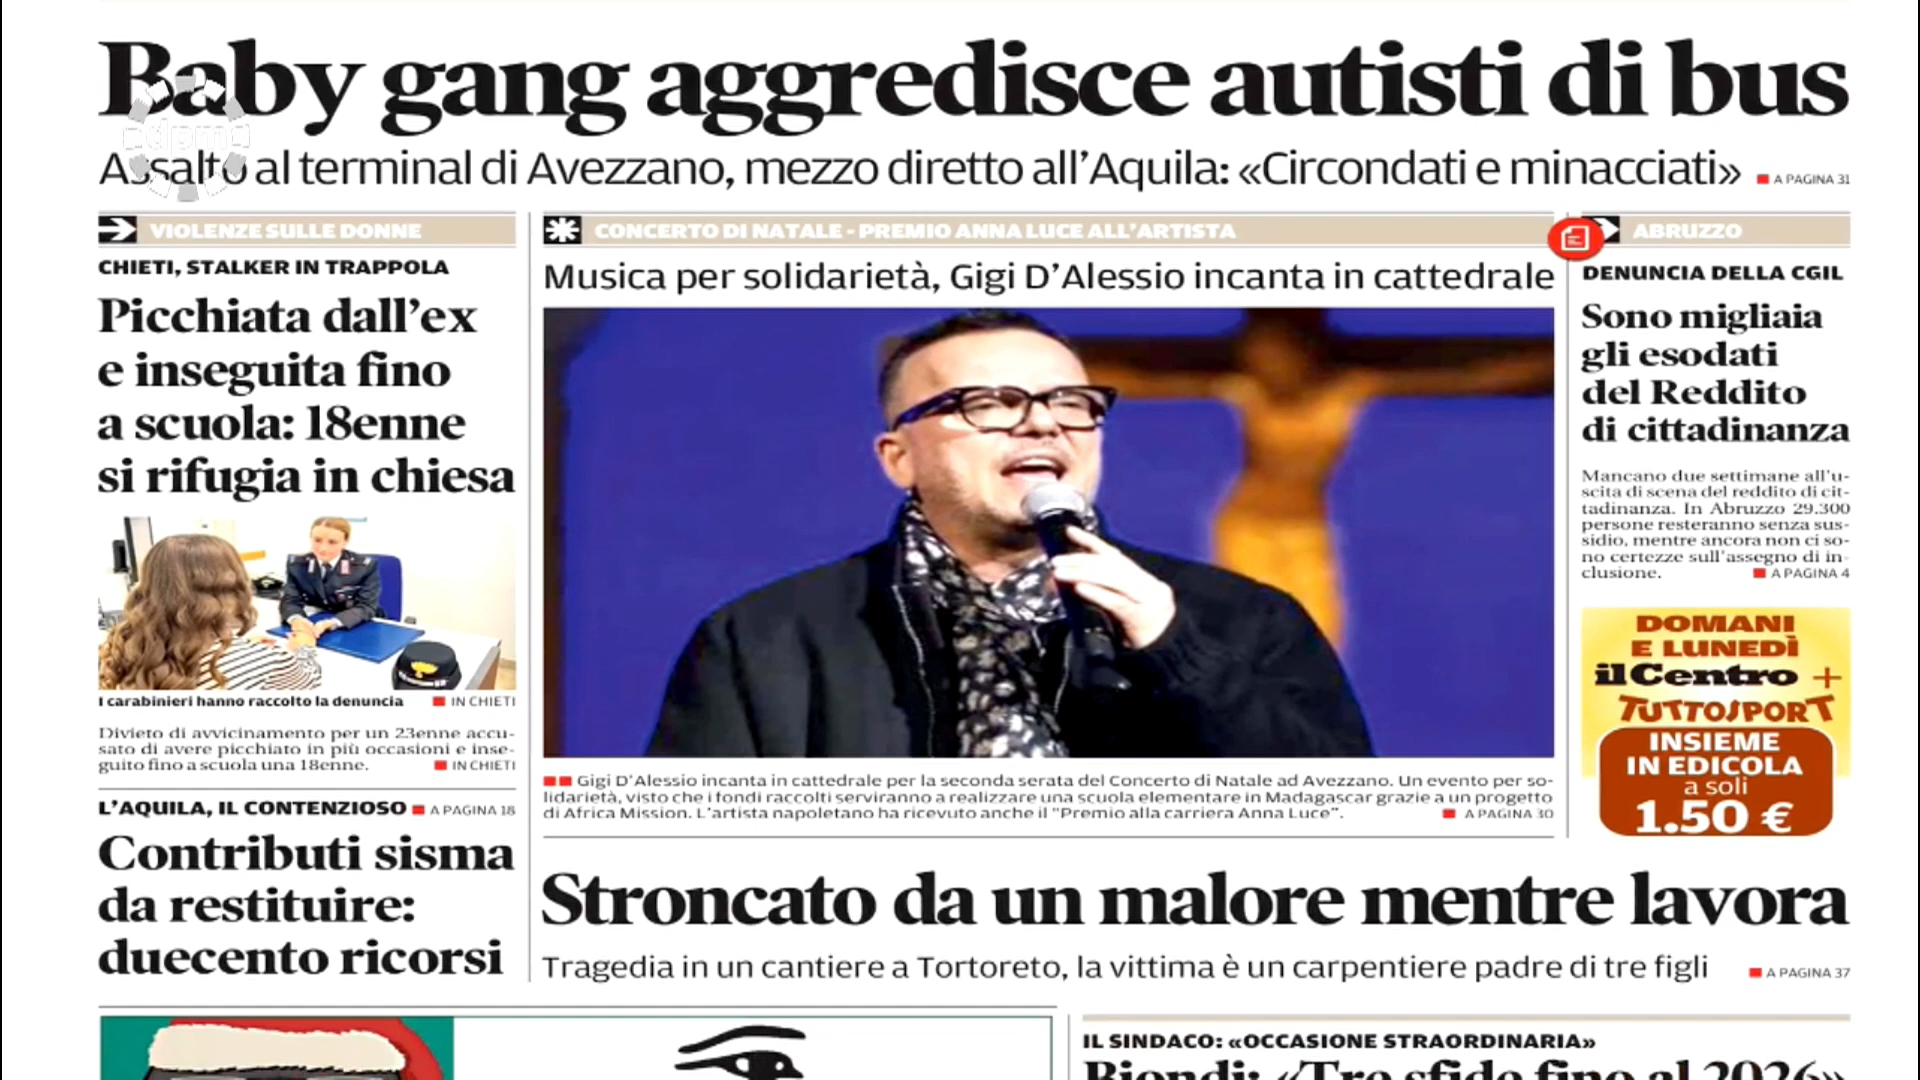 Baby gang aggredisce autisti di bus
dpma
Assalto al terminal di Avezzano, mezzo diretto all'Aquila: «Circondati e minacciati» A PAGINA 31
VIOLENZE SULLE DONNE
CHIETI, STALKER IN TRAPPOLA
Picchiata dall'ex
e inseguita fino
a scuola: 18enne
si rifugia in chiesa
I carabinieri hanno raccolto la denuncia IN CHIETI
Divieto di avvicinamento per un 23enne accu-
sato di avere picchiato in più occasioni e inse-
guito fino a scuola una 18enne. IN CHIETI
L'AQUILA, IL CONTENZIOSO A PAGINA 18
Contributi sisma
da restituire:
duecento ricorsi
CONCERTO DI NATALE - PREMIO ANNA LUCE ALL'ARTISTA
Musica per solidarietà, Gigi D'Alessio incanta in cattedrale
Gigi D'Alessio incanta in cattedrale per la seconda serata del Concerto di Natale ad Avezzano. Un evento per so-
lidarietà, visto che i fondi raccolti serviranno a realizzare una scuola elementare in Madagascar grazie a un progetto
di Africa Mission. L'artista napoletano ha ricevuto anche il "Premio alla carriera Anna Luce". A PAGINA 30
ABRUZZO
DENUNCIA DELLA CGIL
Sono migliaia
gli esodati
del Reddito
di cittadinanza
Mancano due settimane all'u-
scita di scena del reddito di cit-
tadinanza. In Abruzzo 29.300
persone resteranno senza sus-
sidio, mentre ancora non ci so-
no certezze sull'assegno di in-
clusione. A PAGINA 4
DOMANI
E LUNEDÌ
il Centro +
TUTTOSPORT
INSIEME
IN EDICOLA
a soli
1.50 €
Stroncato da un malore mentre lavora
Tragedia in un cantiere a Tortoreto, la vittima è un carpentiere padre di tre figli A PAGINA 37
IL SINDACO: «OCCASIONE STRAORDINARIA»
Biondi: «Tre sfide fino al 2026»